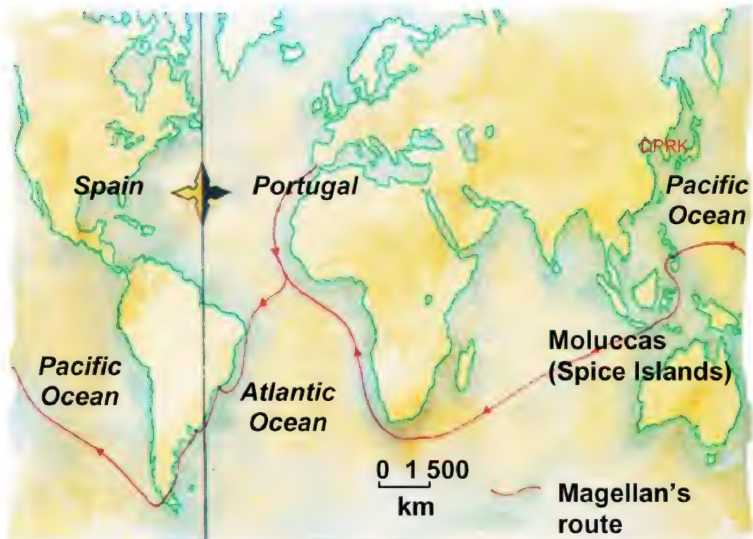 DPRK
Spain
Portugal
Pacific
Ocean
Moluccas
(Spice Islands)
Pacific
Ocean
Atlantic
Ocean
0 1 500
km
Magellan's
route